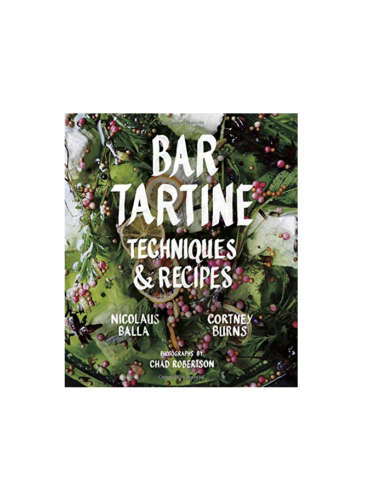 BAR
TARTINE
TECHNIQUES
& RECIPES
NICOLAUS CORTNEY
BALLA BURNS
PHOTOGRAPHS BY
CHAD ROBERTSON